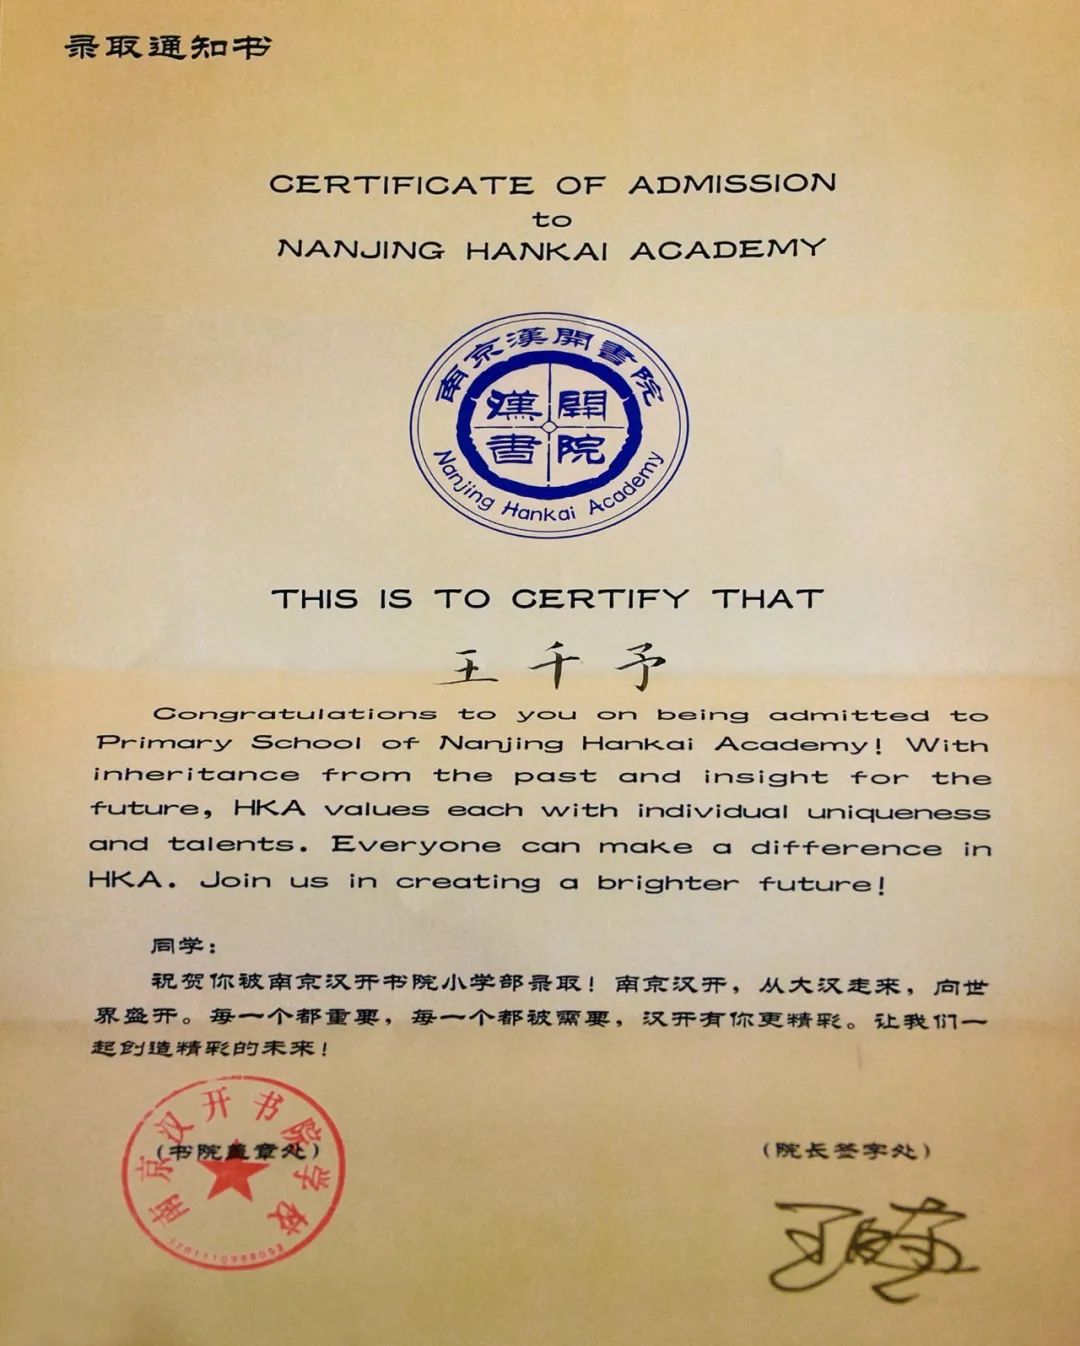 录取通知书
CERTIFICATE OF ADMISSION
to
NANJING HANKAI ACADEMY
南京漢開書院
漢開
書院
Nanjing Hankai Academy
THIS IS TO CERTIFY THAT
王千予
Congratulations to you on being admitted to
Primary School of Nanjing Hankai Academy! With
inheritance from the past and insight for the
future, HKA values each with individual uniqueness
and talents. Everyone can make a difference in
HKA. Join us in creating a brighter future!
同学:
祝贺你被南京汉开书院小学部录取！南京汉开，从大汉走来，向世
界盛开。每一个都重要，每一个都被需要，汉开有你更精彩。让我们一
起创造精彩的未来！
南京汉开书院学校
(书院盖章处)
(院长签字处)